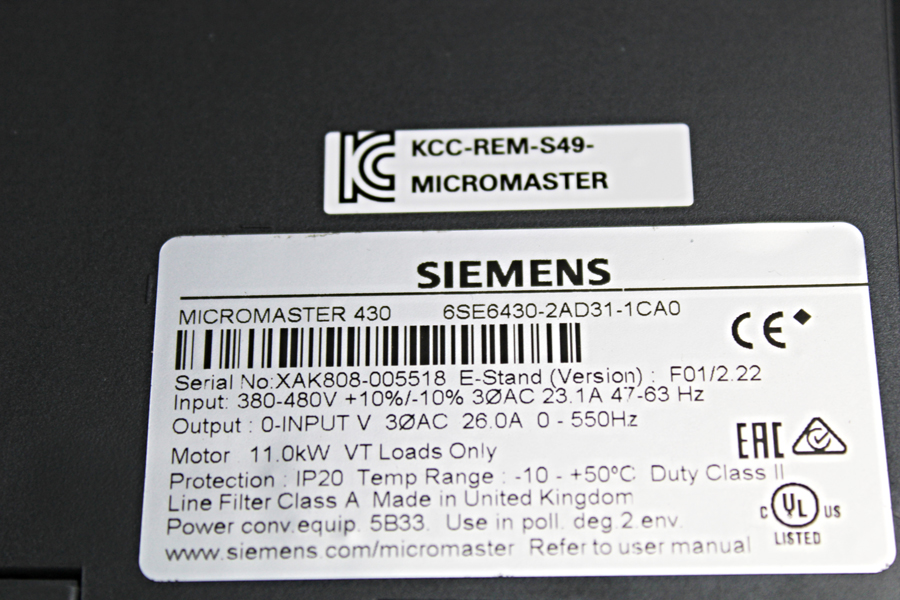 KC KCC-REM-S49-
MICROMASTER
SIEMENS
MICROMASTER 430 6SE6430-2AD31-1CA0
CE
Serial No:XAK808-005518 E-Stand (Version) : F01/2.22
Input: 380-480V +10%/-10% 3ØAC 23.1A 47-63 Hz
Output : 0-INPUT V 3ØAC 26.0A 0 - 550Hz
Motor 11.0kW VT Loads Only
EAC
Protection : IP20 Temp Range : -10 - +50ºC Duty Class II
Line Filter Class A Made in United Kingdom
C UL US
Power conv.equip. 5B33. Use in poll. deg.2.env.
LISTED
www.siemens.com/micromaster Refer to user manual